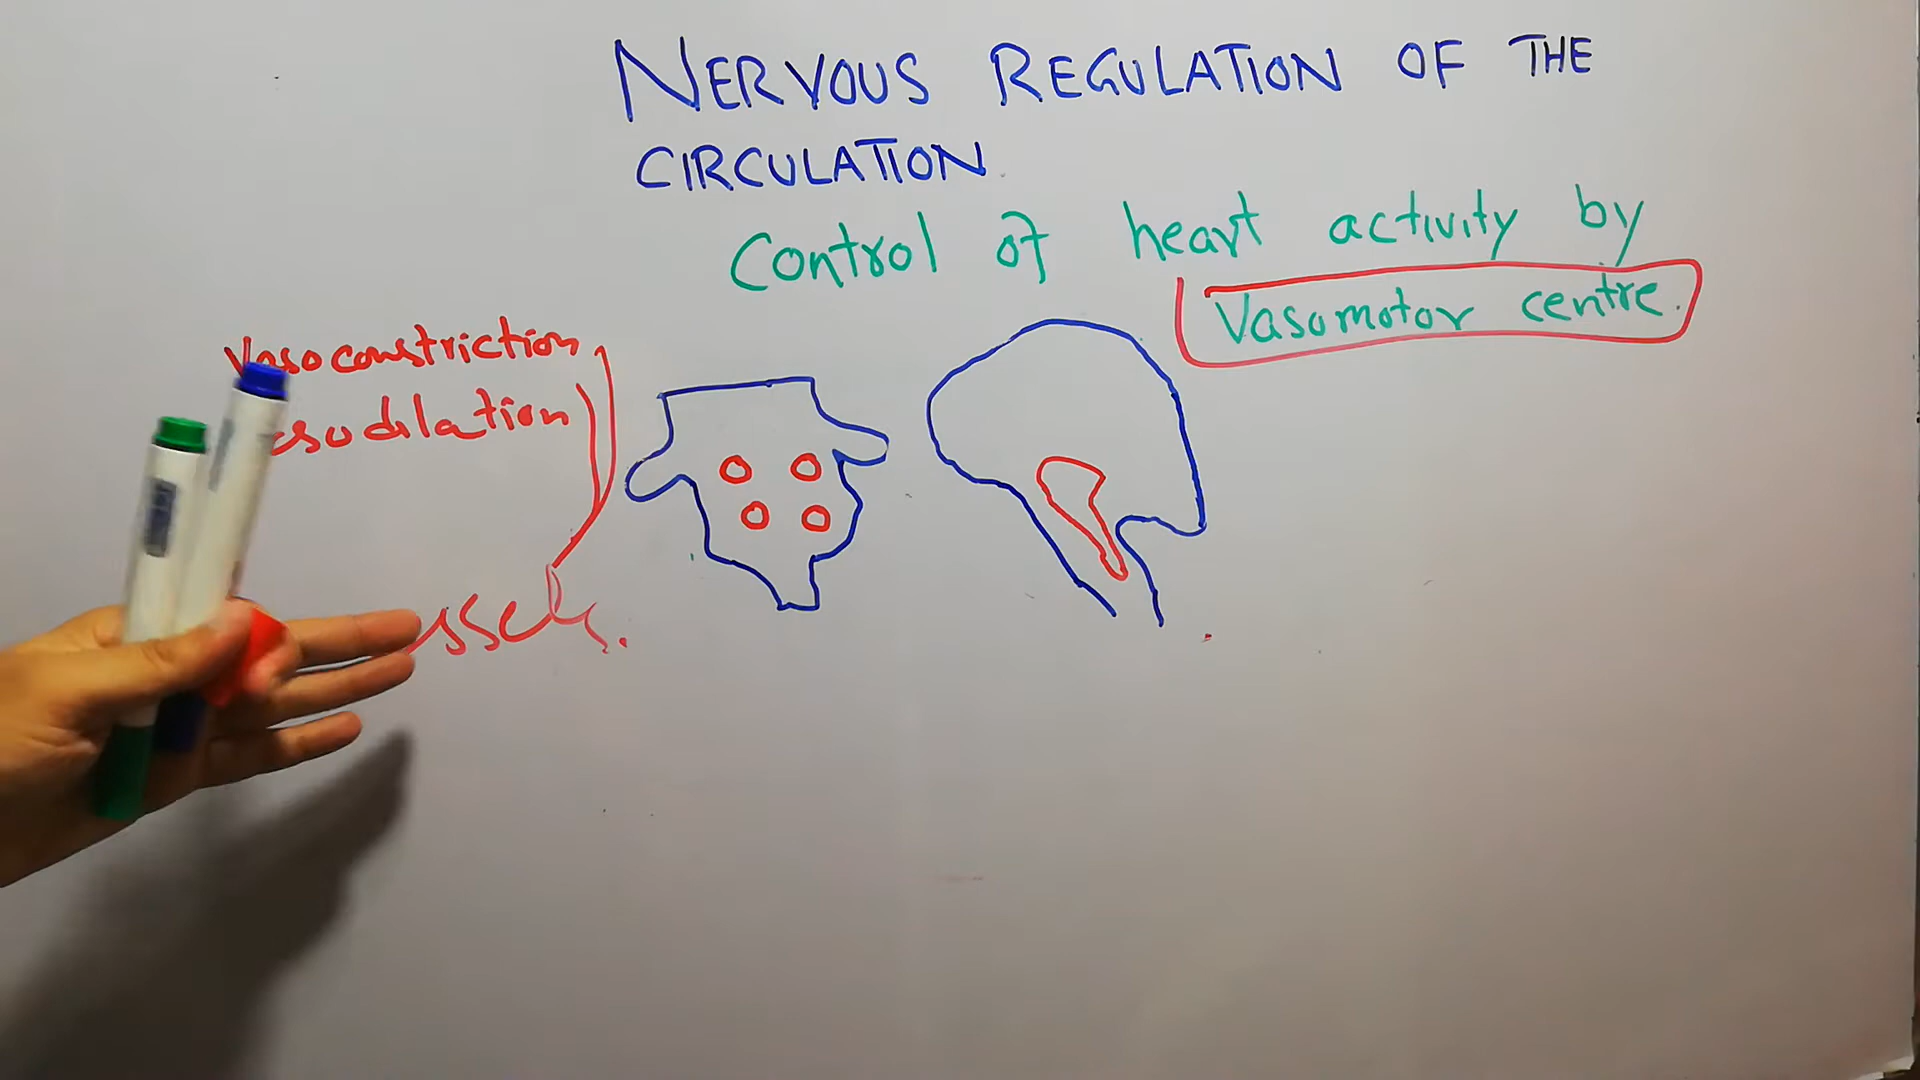 NERVOUS REGULATION OF THE
CIRCULATION
Control of heart activity by
Vasomotor centre.
Vasoconstriction